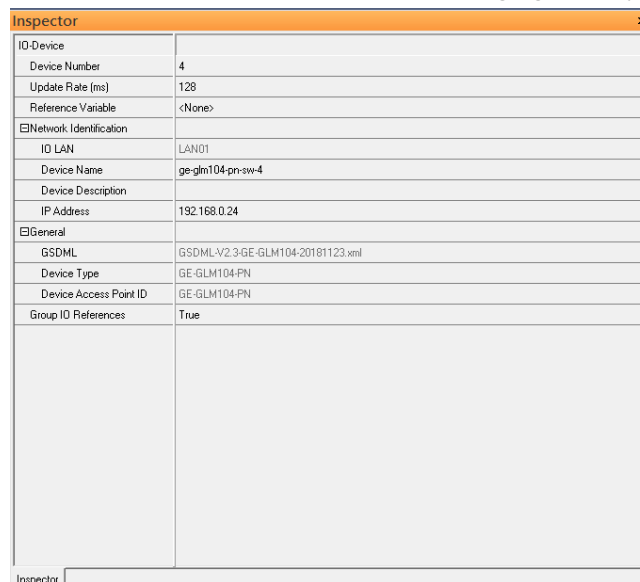 Inspector
IO-Device
Device Number 4
Update Rate (ms) 128
Reference Variable <None>
Network Identification
IO LAN LAN01
Device Name ge-glm104-pn-sw-4
Device Description
IP Address 192.168.0.24
General
GSDML GSDML-V2.3-GE-GLM104-20181123.xml
Device Type GE-GLM104-PN
Device Access Point ID GE-GLM104-PN
Group IO References True
Inspector